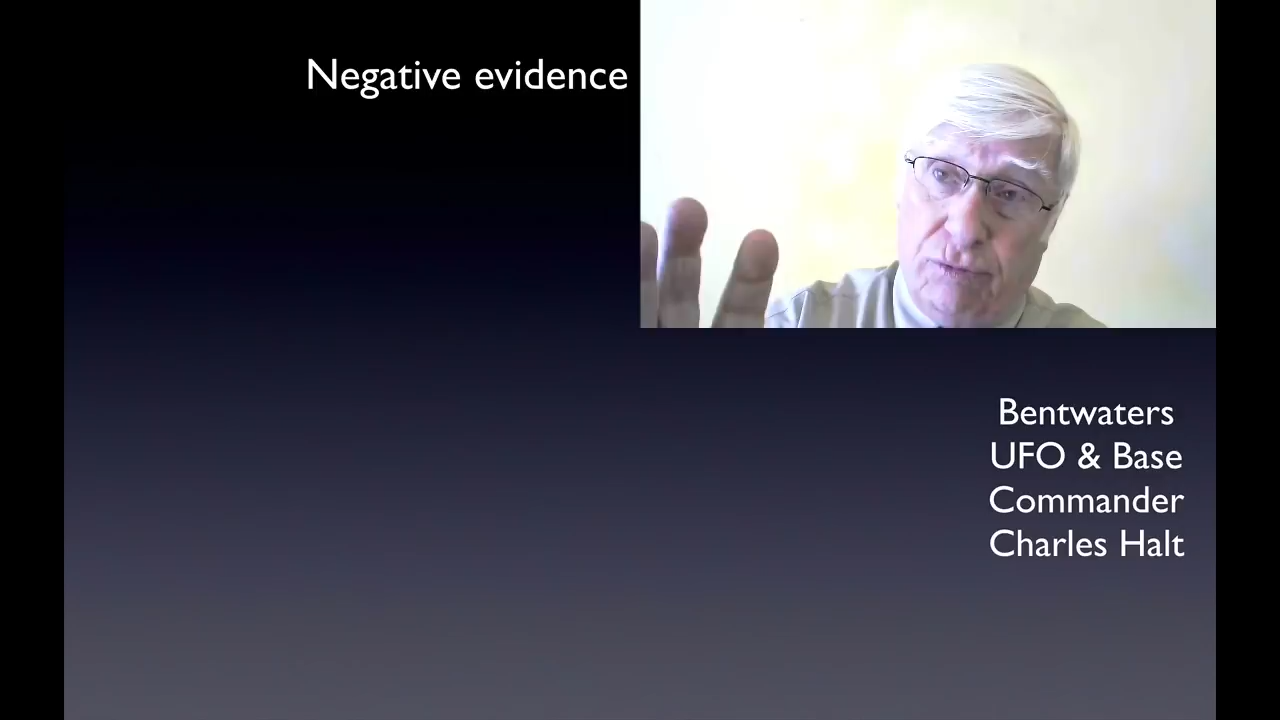 Negative evidence
Bentwaters
UFO & Base
Commander
Charles Halt